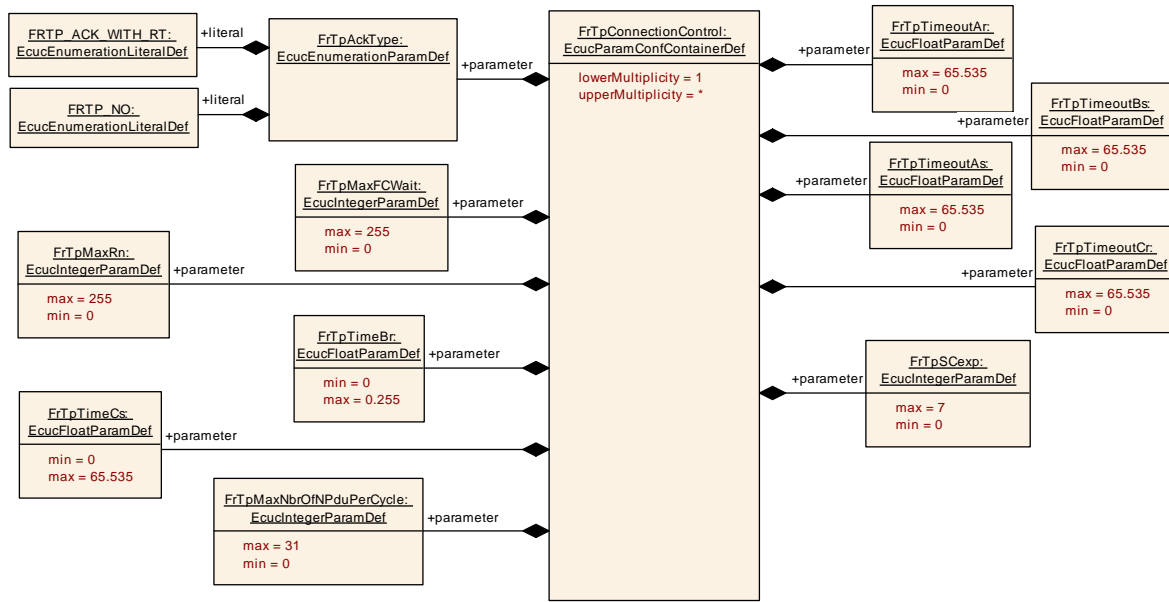 FRTP_ACK_WITH_RT:
EcucEnumerationLiteralDef
+literal
FrTpAckType:
EcucEnumerationParamDef
+parameter
FRTP_NO:
EcucEnumerationLiteralDef
+literal
FrTpConnectionControl:
EcucParamConfContainerDef
lowerMultiplicity = 1
upperMultiplicity = *
+parameter
FrTpTimeoutAr:
EcucFloatParamDef
max = 65.535
min = 0
+parameter
FrTpTimeoutBs:
EcucFloatParamDef
max = 65.535
min = 0
+parameter
FrTpTimeoutAs:
EcucFloatParamDef
max = 65.535
min = 0
FrTpMaxFCWait:
EcucIntegerParamDef
max = 255
min = 0
+parameter
FrTpMaxRn:
EcucIntegerParamDef
max = 255
min = 0
+parameter
+parameter
FrTpTimeoutCr:
EcucFloatParamDef
max = 65.535
min = 0
FrTpTimeBr:
EcucFloatParamDef
min = 0
max = 0.255
+parameter
+parameter
FrTpSCexp:
EcucIntegerParamDef
max = 7
min = 0
FrTpTimeCs:
EcucFloatParamDef
min = 0
max = 65.535
+parameter
FrTpMaxNbrOfNPduPerCycle:
EcucIntegerParamDef
max = 31
min = 0
+parameter